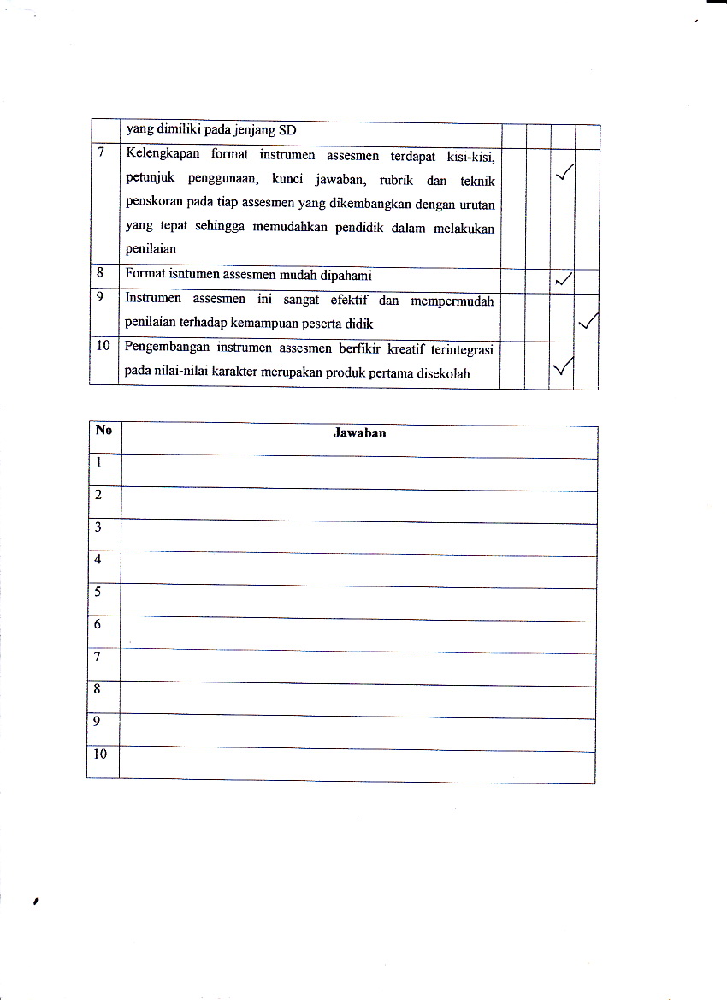 yang dimiliki pada jenjang SD
7 Kelengkapan format instrumen assesmen terdapat kisi-kisi,
petunjuk penggunaan, kunci jawaban, rubrik dan teknik
penskoran pada tiap assesmen yang dikembangkan dengan urutan
yang tepat sehingga memudahkan pendidik dalam melakukan
penilaian
8 Format isntumen assesmen mudah dipahami
9 Instrumen assesmen ini sangat efektif dan mempermudah
penilaian terhadap kemampuan peserta didik
10 Pengembangan instrumen assesmen berfikir kreatif terintegrasi
pada nilai-nilai karakter merupakan produk pertama disekolah
No Jawaban
1
2
3
4
5
6
7
8
9
10